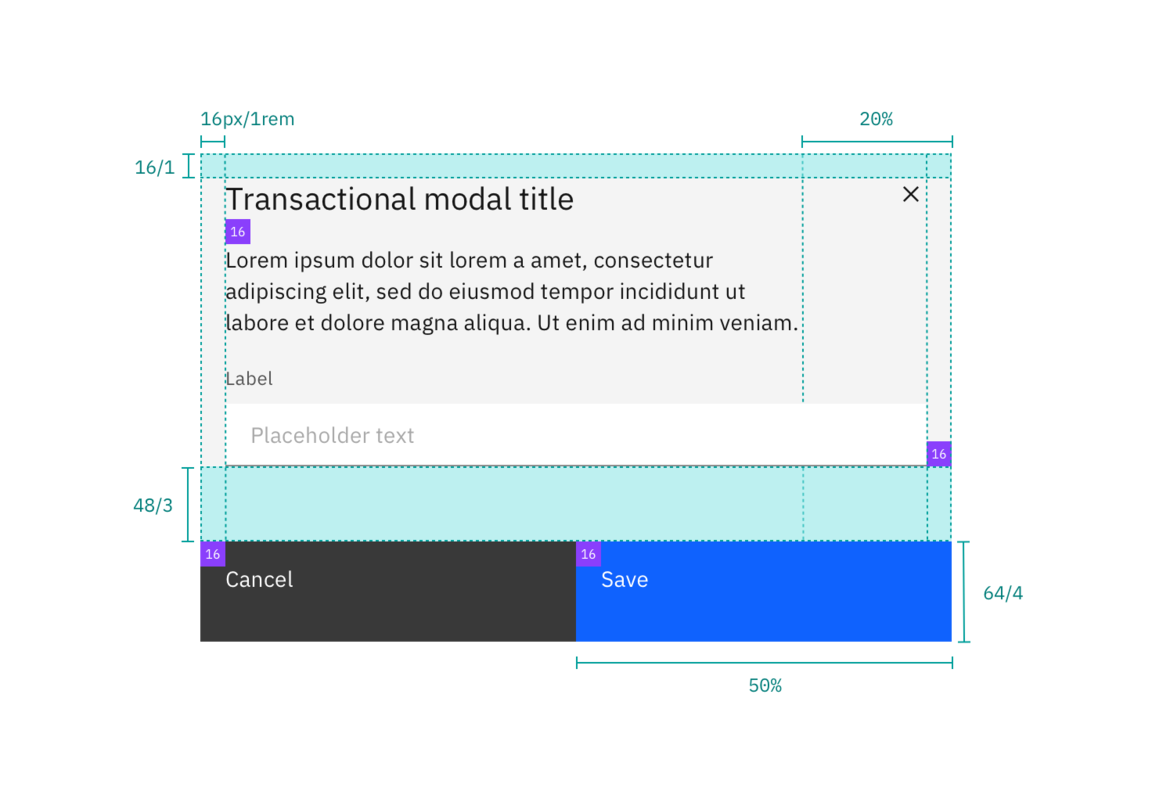 16px/1rem
20%
16/1
Transactional modal title
16
Lorem ipsum dolor sit lorem a amet, consectetur
adipiscing elit, sed do eiusmod tempor incididunt ut
labore et dolore magna aliqua. Ut enim ad minim veniam.
Label
Placeholder text
16
48/3
16
16
Cancel
Save
64/4
50%